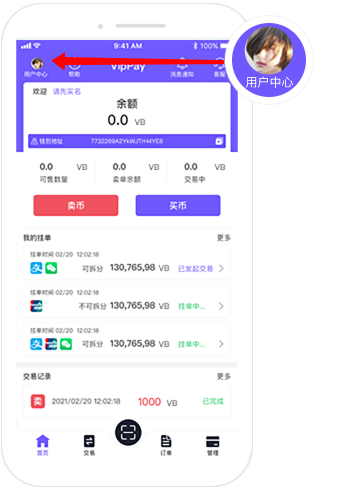 9:41 AM 100%
用户中心 帮助 VipPay 消息通知 客服
用户中心
欢迎 请先实名
余额
0.0 VB
钱包地址 7732269A2YkWJTrH4YE8
0.0 VB 0.0 VB 0.0 VB
可售数量 卖单余额 交易中
卖币 买币
我的挂单 更多
挂单时间 02/20 12:02:18
支 可拆分 130,765,98 VB 已发起交易
挂单时间 02/20 12:02:18
不可拆分 130,765,98 VB 挂单中...
挂单时间 02/20 12:02:18
支 可拆分 130,765,98 VB 挂单中...
交易记录 更多
卖 2021/02/20 12:02:18 1000 VB 已完成
首页 交易 订单 管理